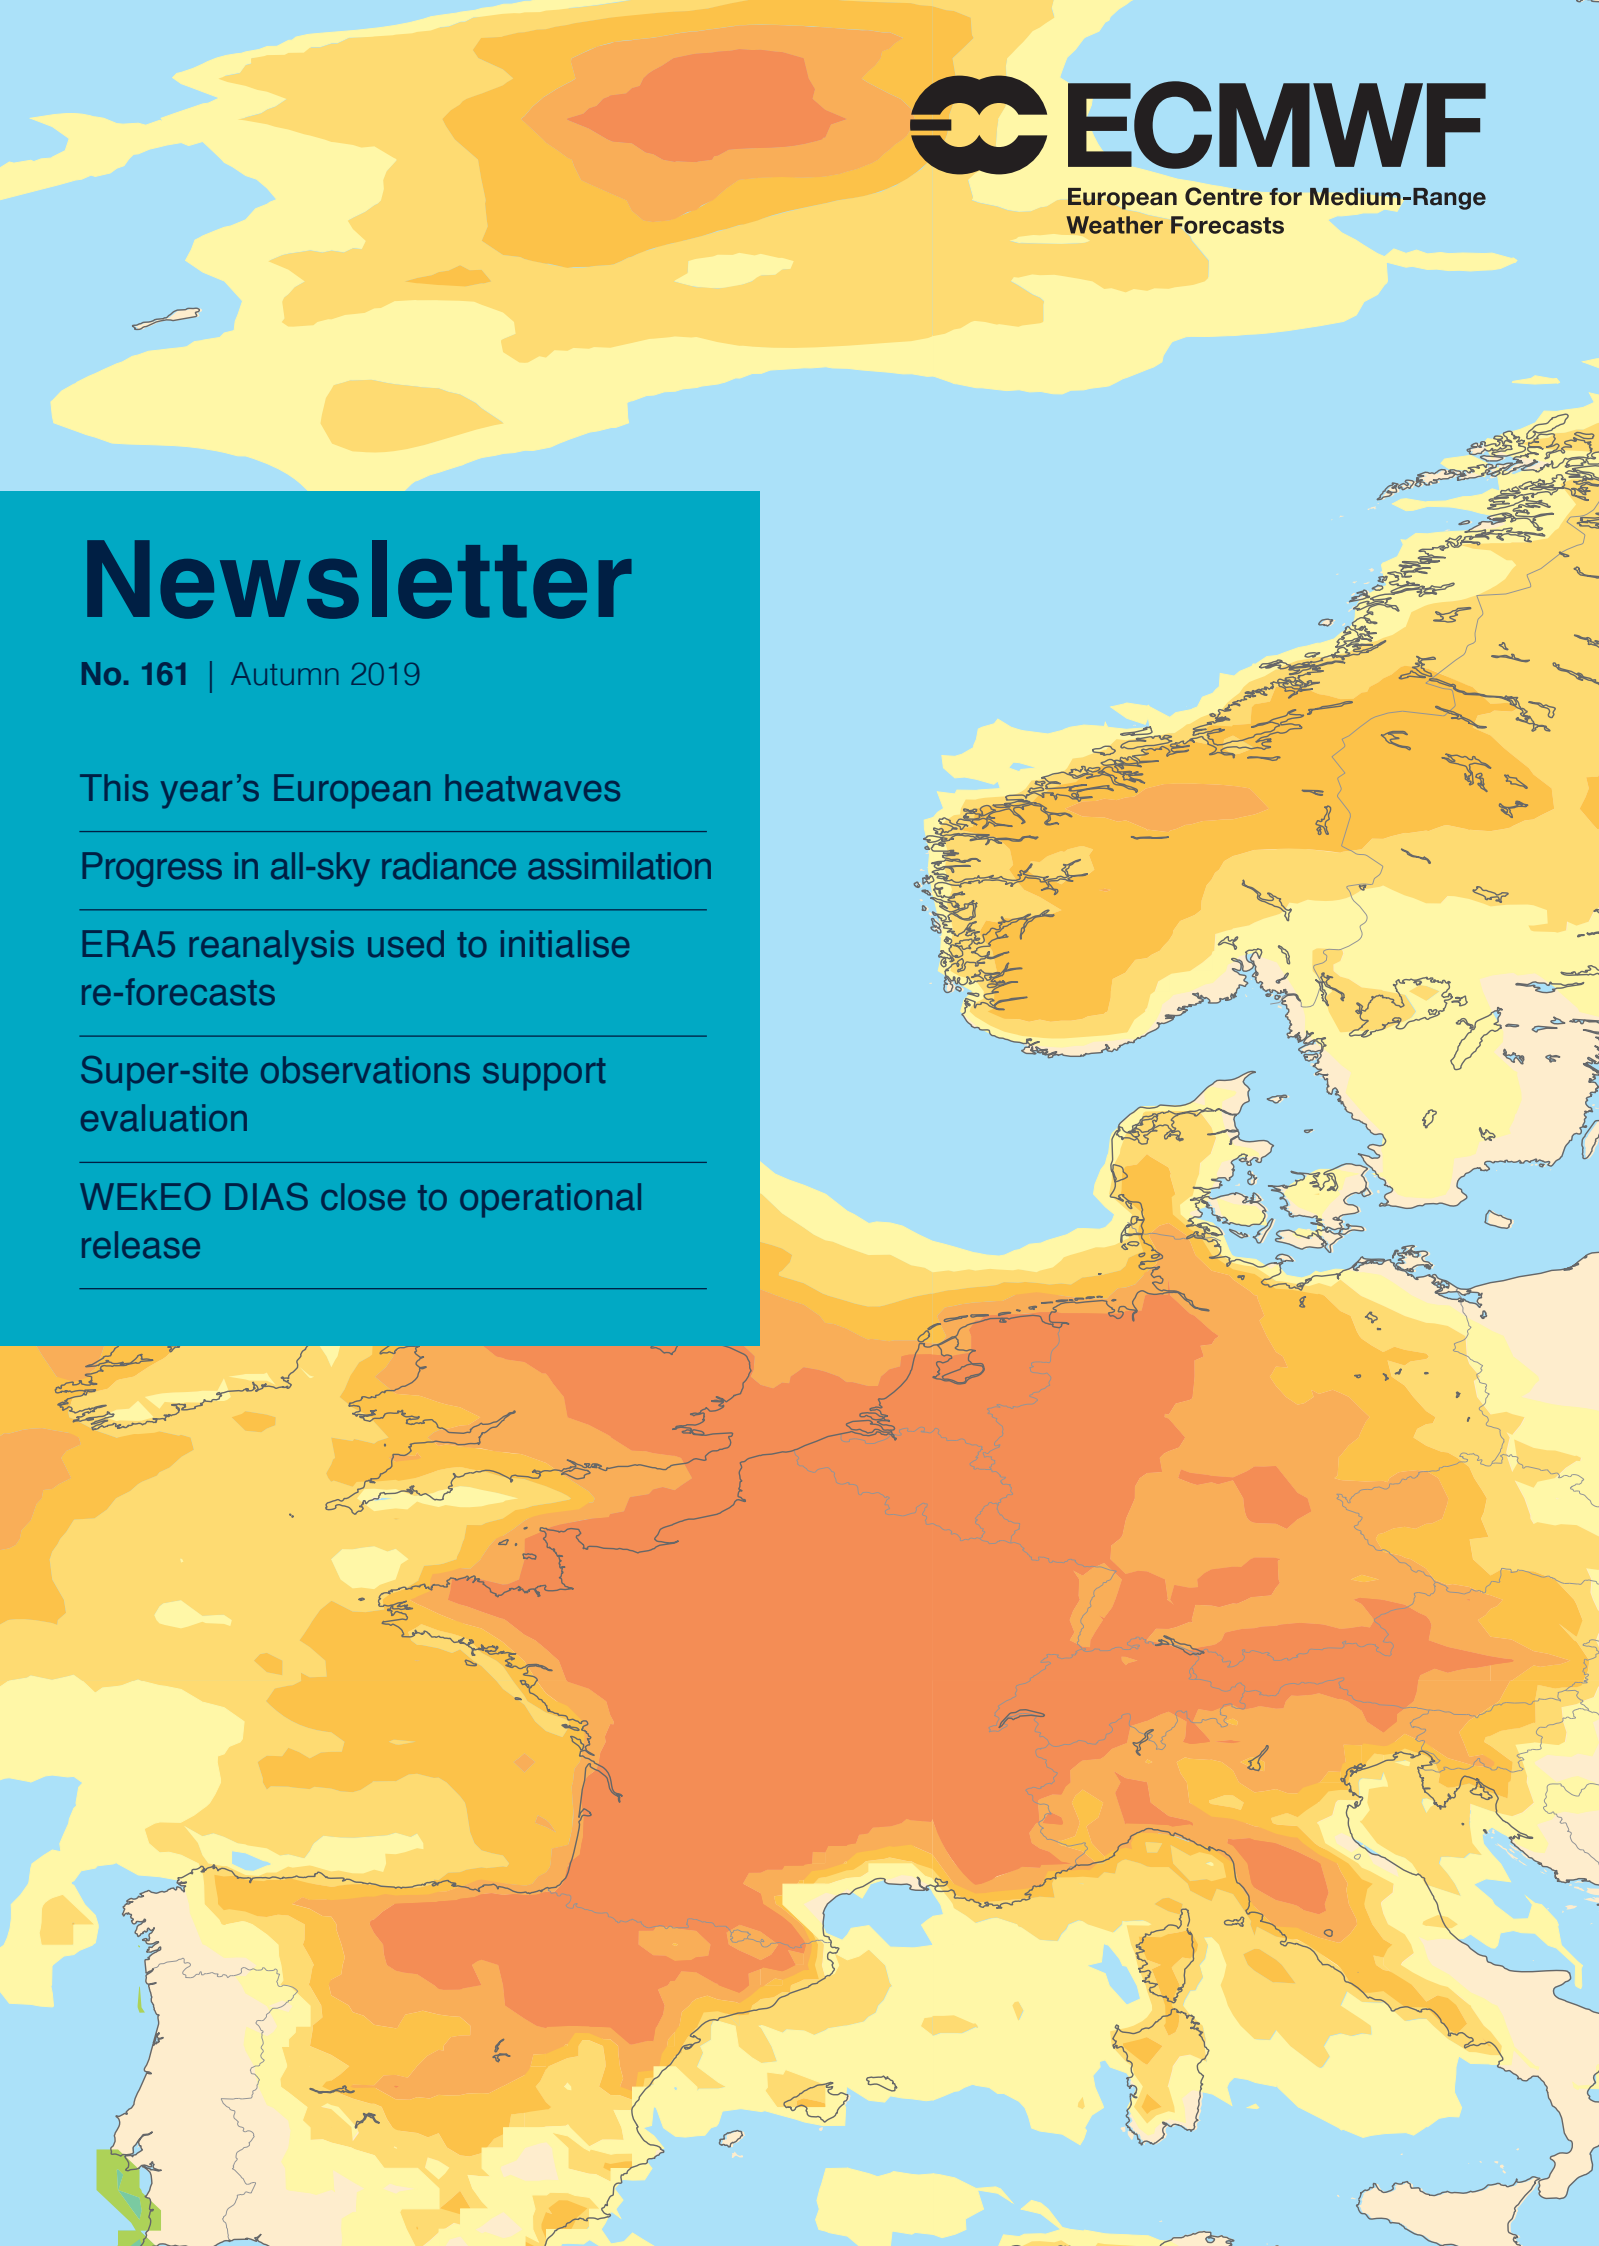 ECMWF
European Centre for Medium-Range
Weather Forecasts
Newsletter
No. 161 | Autumn 2019
This year’s European heatwaves
Progress in all-sky radiance assimilation
ERA5 reanalysis used to initialise
re-forecasts
Super-site observations support
evaluation
WEkEO DIAS close to operational
release